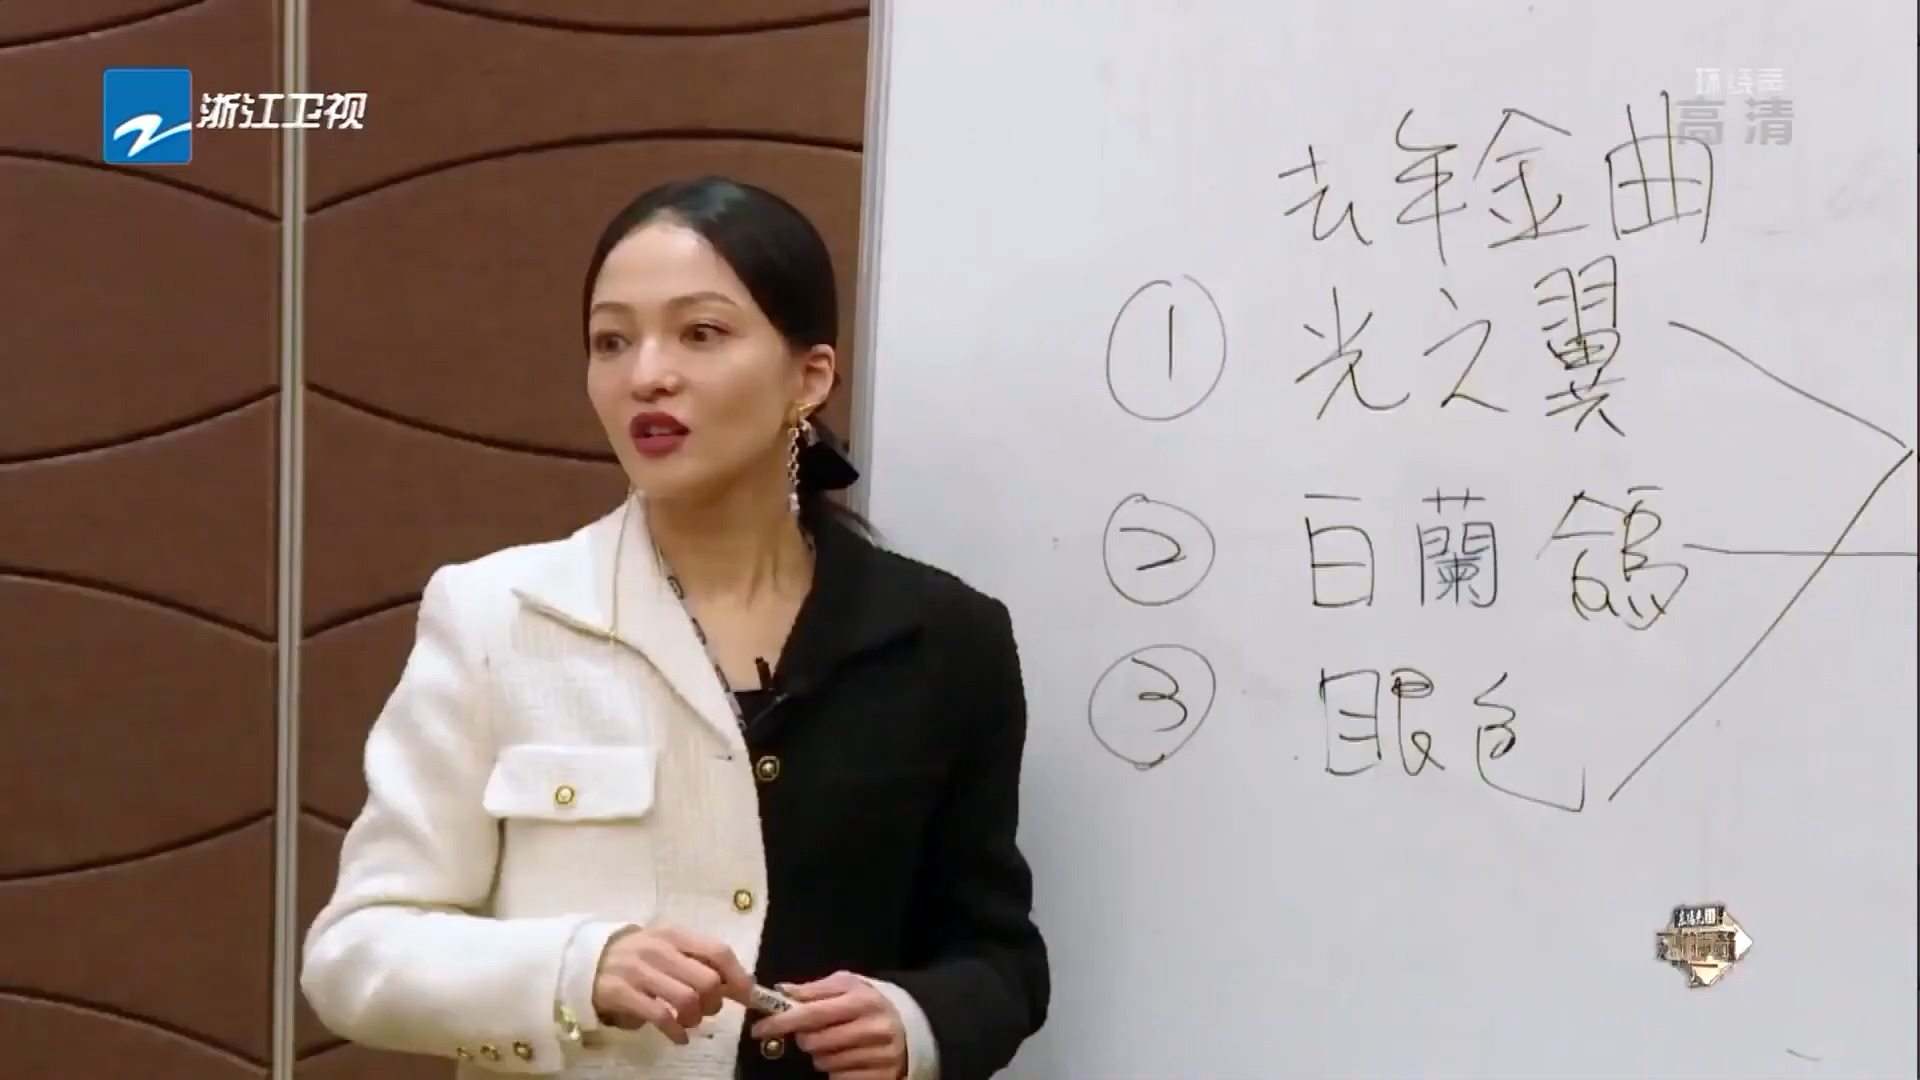 浙江卫视
环绕声
高清
去年金曲
① 光之翼
② 白蘭鴿
③ 眼色